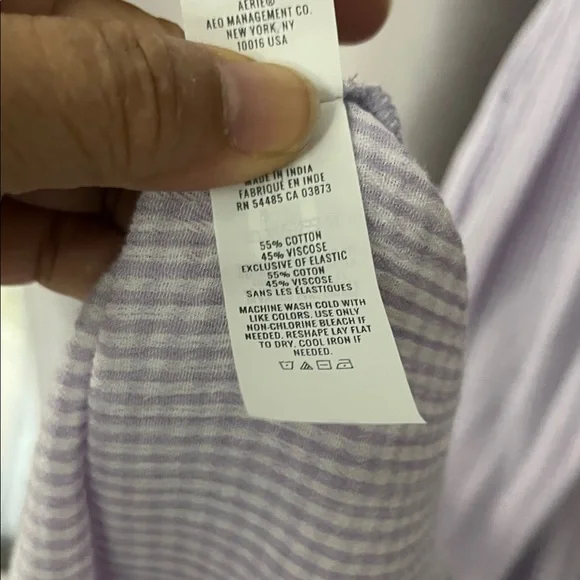 AERIE®
AEO MANAGEMENT CO.
NEW YORK, NY
10016 USA
MADE IN INDIA
FABRIQUÉ EN INDE
RN 54485 CA 03873
55% COTTON
45% VISCOSE
EXCLUSIVE OF ELASTIC
55% COTON
45% VISCOSE
SANS LES ÉLASTIQUES
MACHINE WASH COLD WITH
LIKE COLORS. USE ONLY
NON-CHLORINE BLEACH IF
NEEDED. RESHAPE LAY FLAT
TO DRY. COOL IRON IF
NEEDED.